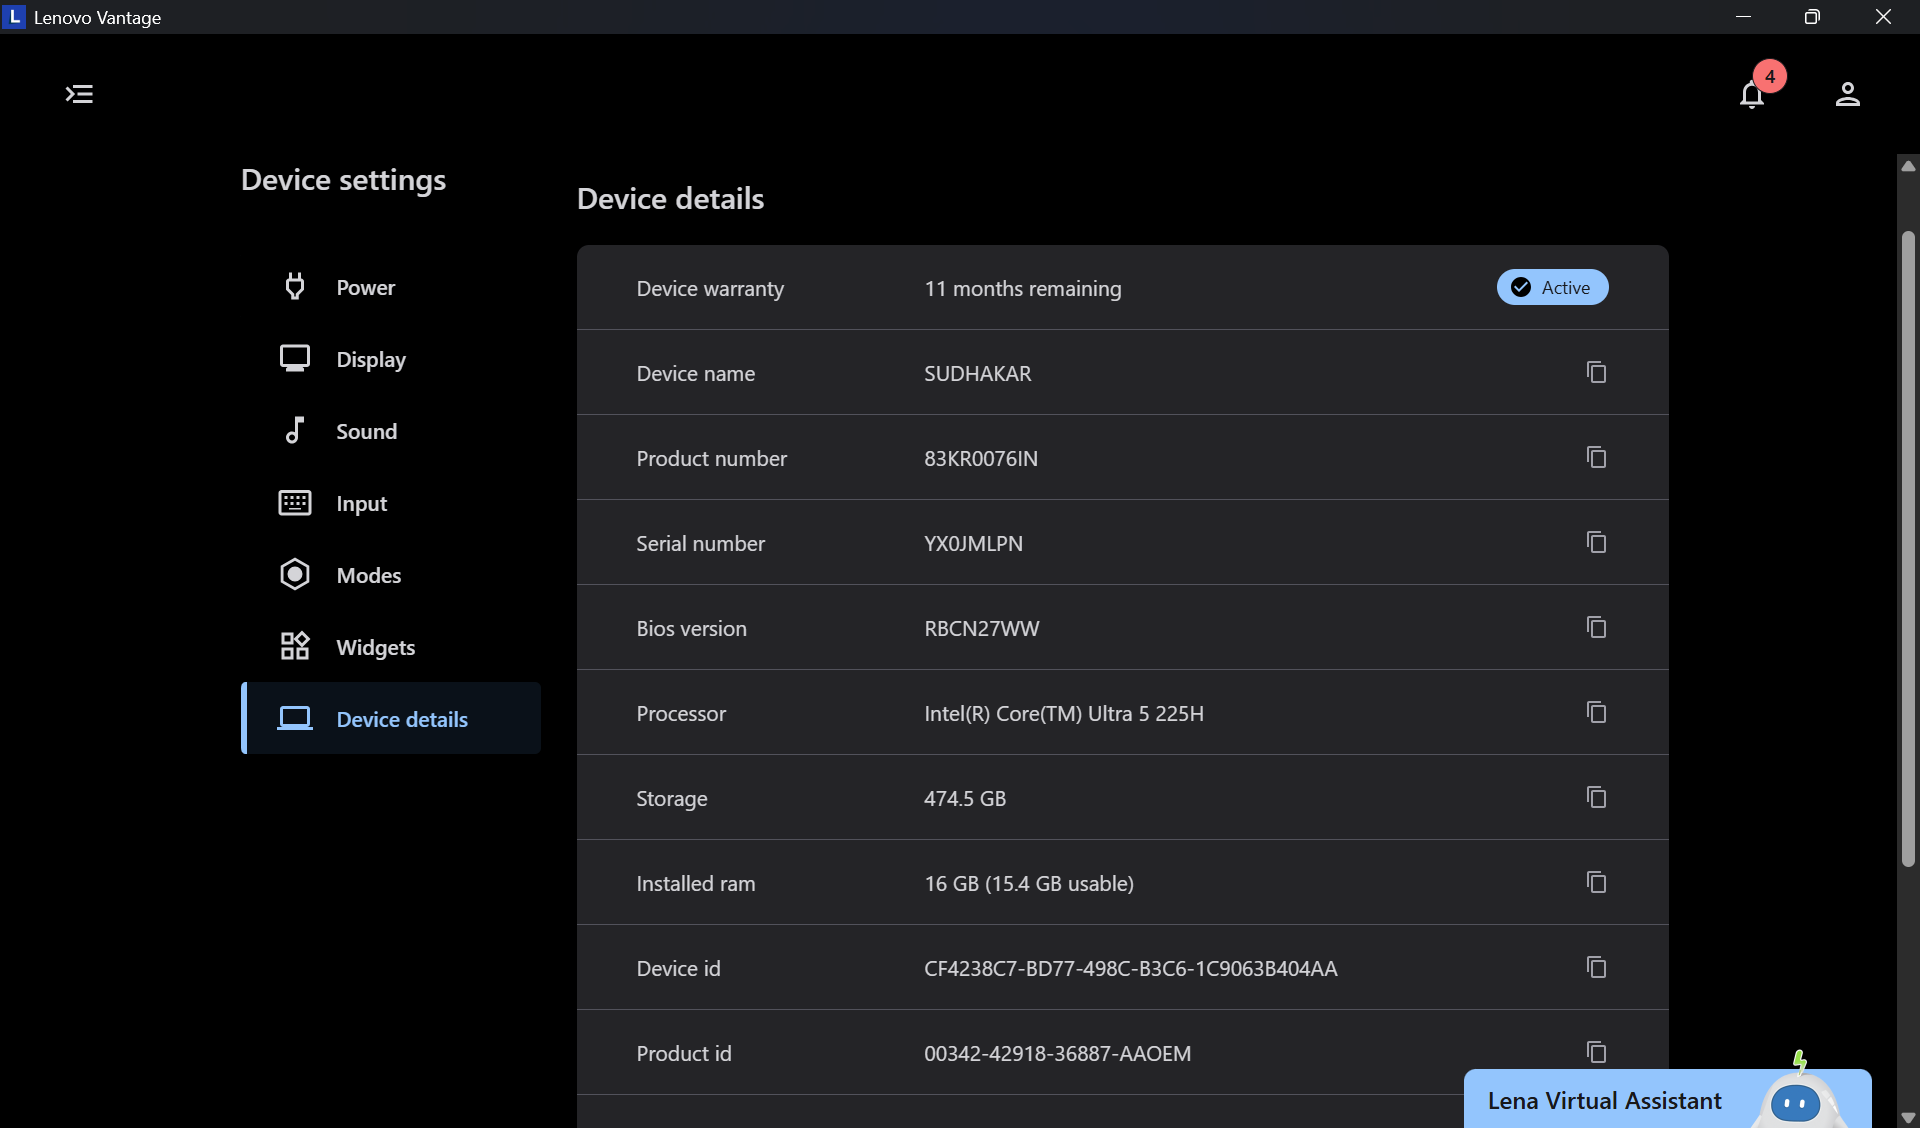 L Lenovo Vantage
4
Device settings
Power
Display
Sound
Input
Modes
Widgets
Device details
Device details
Device warranty 11 months remaining Active
Device name SUDHAKAR
Product number 83KR0076IN
Serial number YX0JMLPN
Bios version RBCN27WW
Processor Intel(R) Core(TM) Ultra 5 225H
Storage 474.5 GB
Installed ram 16 GB (15.4 GB usable)
Device id CF4238C7-BD77-498C-B3C6-1C9063B404AA
Product id 00342-42918-36887-AAOEM
Lena Virtual Assistant